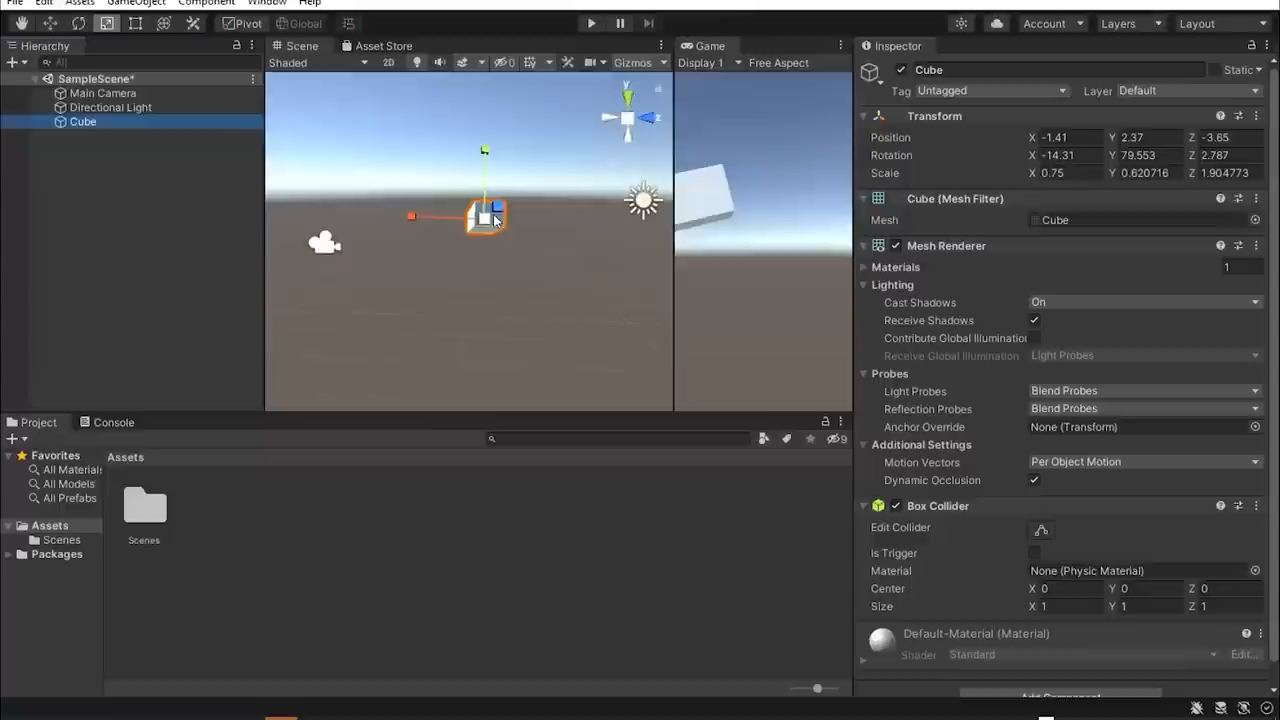 File Edit Assets GameObject Component Window Help
Pivot Global Account Layers Layout
Hierarchy
All
SampleScene*
Main Camera
Directional Light
Cube
Scene Asset Store
Shaded 2D 0 Gizmos
y
z
Game
Display 1 Free Aspect
Inspector
Cube Static
Tag Untagged Layer Default
Transform
Position X -1.41 Y 2.37 Z -3.65
Rotation X -14.31 Y 79.553 Z 2.787
Scale X 0.75 Y 0.620716 Z 1.904773
Cube (Mesh Filter)
Mesh Cube
Mesh Renderer
Materials 1
Lighting
Cast Shadows On
Receive Shadows
Contribute Global Illumination
Receive Global Illumination Light Probes
Probes
Light Probes Blend Probes
Reflection Probes Blend Probes
Anchor Override None (Transform)
Additional Settings
Motion Vectors Per Object Motion
Dynamic Occlusion
Box Collider
Edit Collider
Is Trigger
Material None (Physic Material)
Center X 0 Y 0 Z 0
Size X 1 Y 1 Z 1
Default-Material (Material)
Shader Standard Edit...
Add Component
Project Console
9
Favorites
All Materials
All Models
All Prefabs
Assets
Scenes
Packages
Assets
Scenes